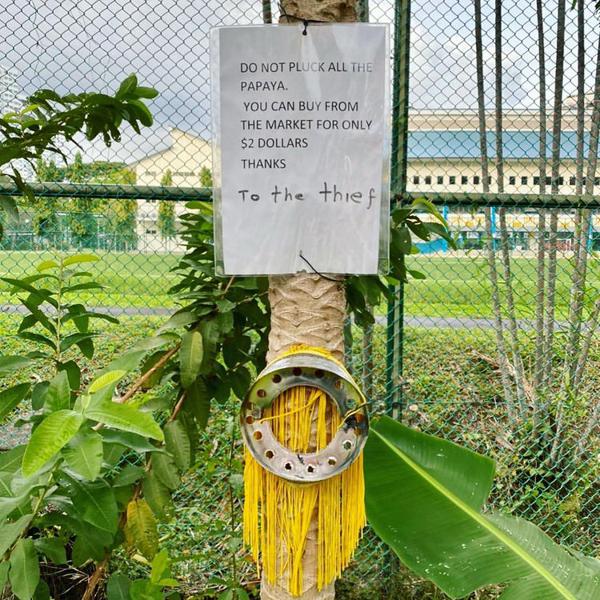 DO NOT PLUCK ALL THE
PAPAYA.
YOU CAN BUY FROM
THE MARKET FOR ONLY
$2 DOLLARS
THANKS
To the thief